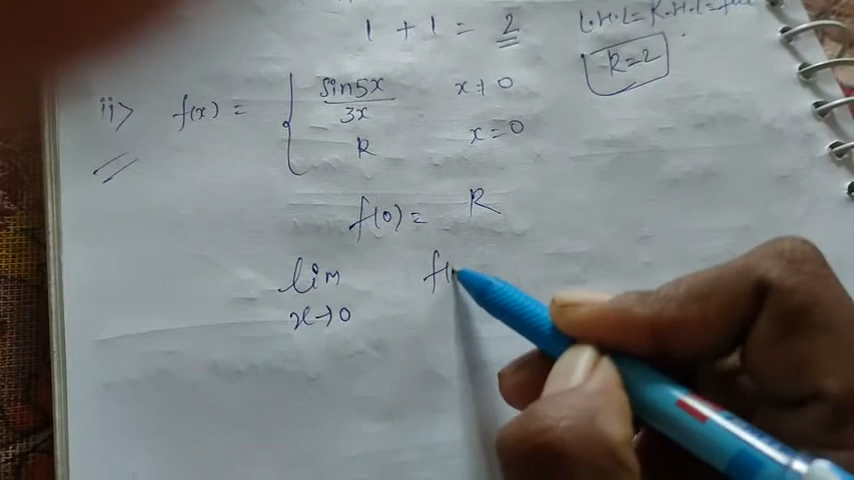 1 + 1 = 2
L.H.L = R.H.L =
k=2
ii> f(x) = { sin5x / 3x x ≠ 0
k x = 0
f(0) = k
lim f(
x→0